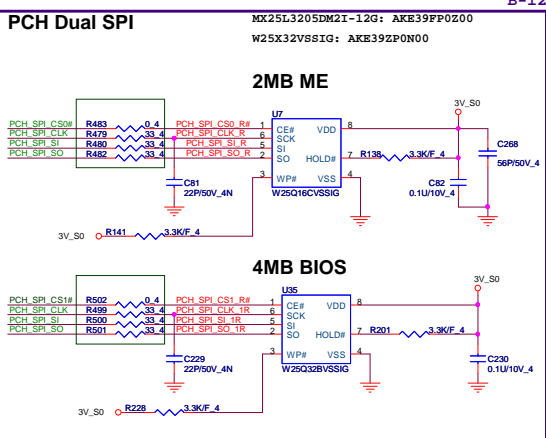 B-12
PCH Dual SPI
MX25L3205DM2I-12G: AKE39FP0Z00
W25X32VSSIG: AKE39ZP0N00
2MB ME
3V_S0
U7
PCH_SPI_CS0# R483 0_4 PCH_SPI_CS0_R# 1 CE# VDD 8
PCH_SPI_CLK R479 33_4 PCH_SPI_CLK_R 6 SCK
PCH_SPI_SI R480 33_4 PCH_SPI_SI_R 5 SI
PCH_SPI_SO R482 33_4 PCH_SPI_SO_R 2 SO HOLD# 7 R138 3.3K/F_4
C268
56P/50V_4
3 WP# VSS 4
C81
22P/50V_4N
W25Q16CVSSIG
C82
0.1U/10V_4
3V_S0 R141 3.3K/F_4
4MB BIOS
3V_S0
U35
PCH_SPI_CS1# R502 0_4 PCH_SPI_CS1_R# 1 CE# VDD 8
PCH_SPI_CLK R499 33_4 PCH_SPI_CLK_1R 6 SCK
PCH_SPI_SI R500 33_4 PCH_SPI_SI_1R 5 SI
PCH_SPI_SO R501 33_4 PCH_SPI_SO_1R 2 SO HOLD# 7 R201 3.3K/F_4
3 WP# VSS 4
C229
22P/50V_4N
W25Q32BVSSIG
C230
0.1U/10V_4
3V_S0 R228 3.3K/F_4